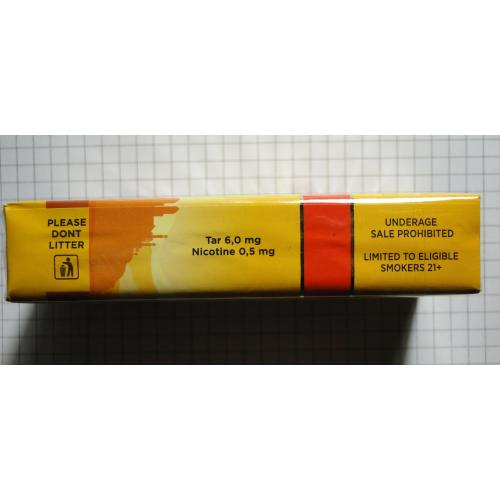 PLEASE
DONT
LITTER
Tar 6,0 mg
Nicotine 0,5 mg
UNDERAGE
SALE PROHIBITED
LIMITED TO ELIGIBLE
SMOKERS 21+